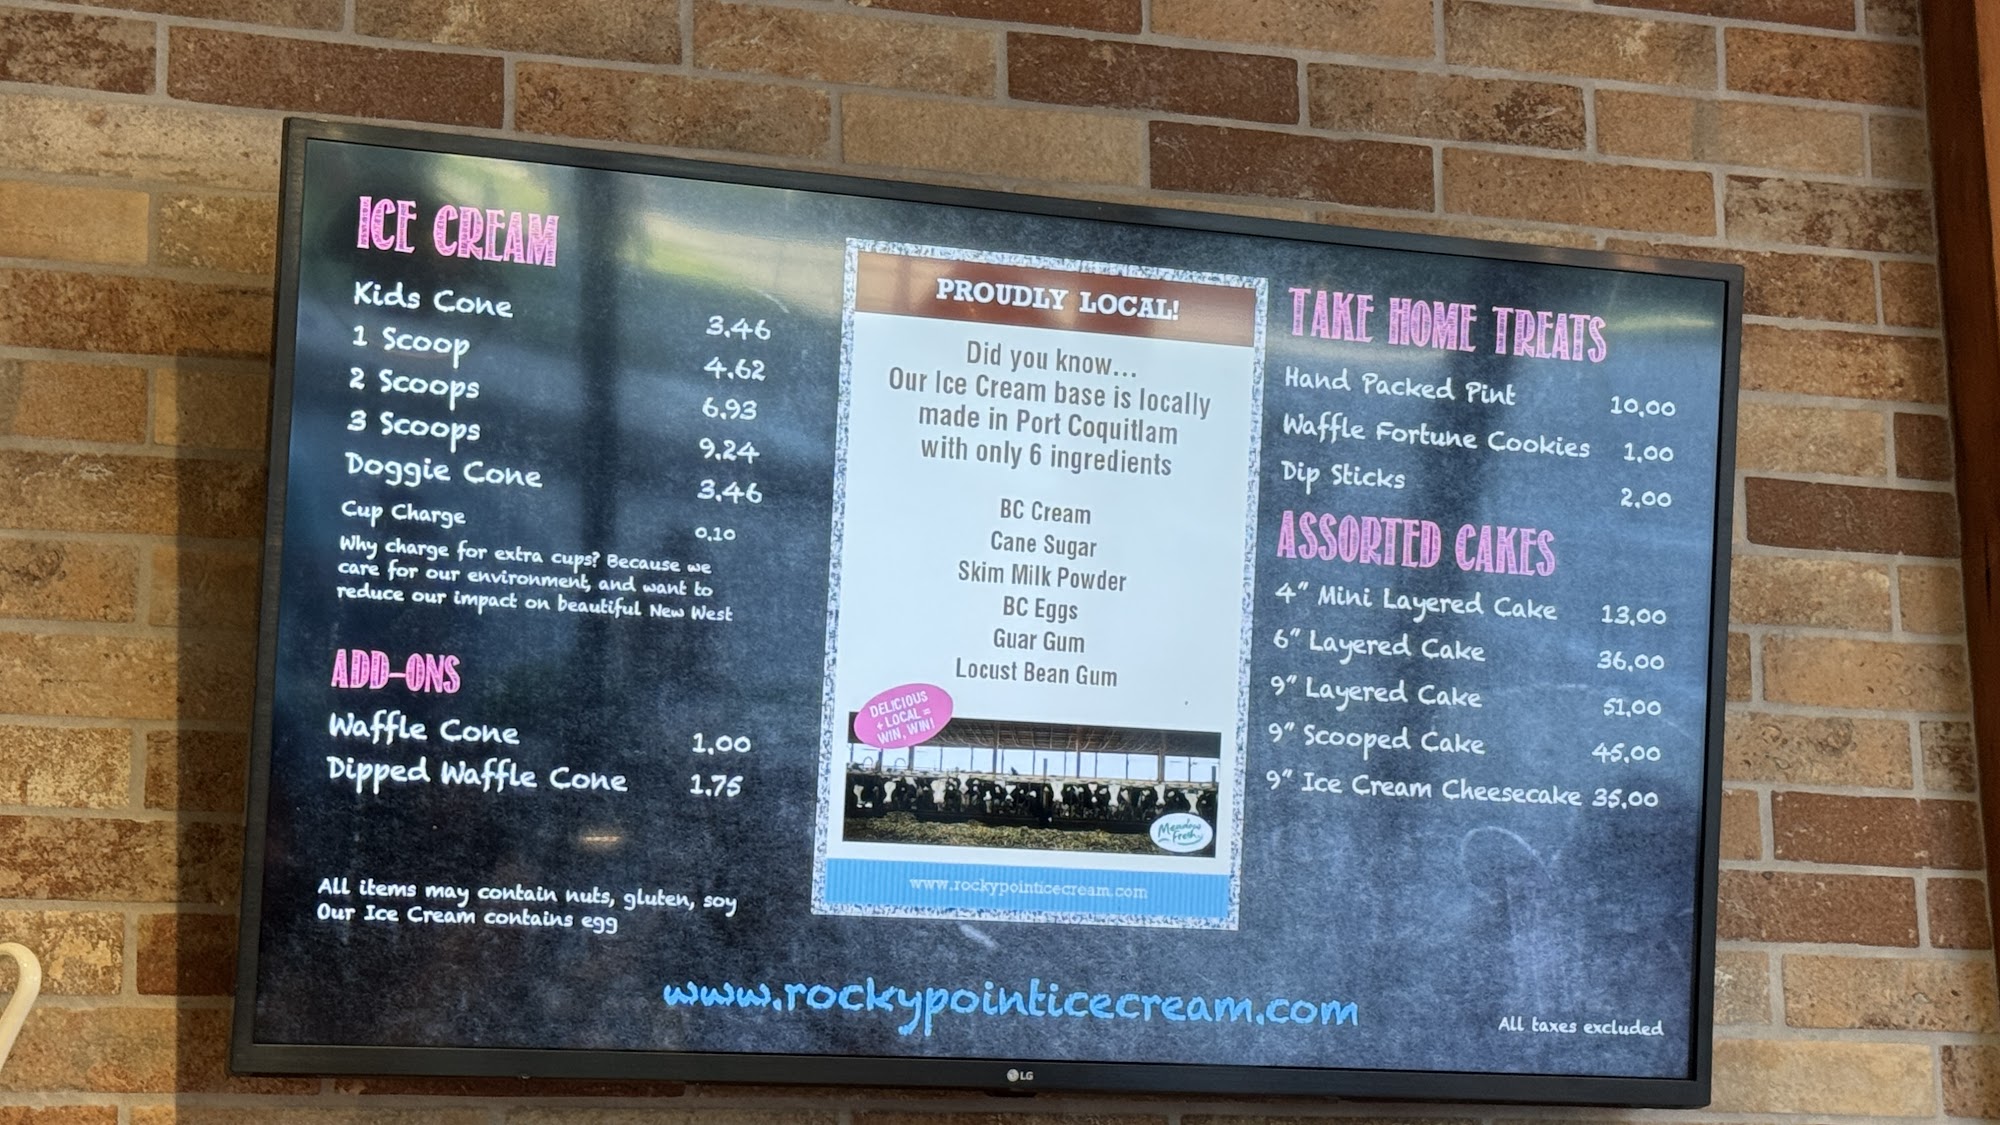 ICE CREAM
Kids Cone 3.46
1 Scoop 4.62
2 Scoops 6.93
3 Scoops 9.24
Doggie Cone 3.46
Cup Charge 0.10
Why charge for extra cups? Because we
care for our environment, and want to
reduce our impact on beautiful New West
ADD-ONS
Waffle Cone 1.00
Dipped Waffle Cone 1.75
All items may contain nuts, gluten, soy
Our Ice Cream contains egg
PROUDLY LOCAL!
Did you know...
Our Ice Cream base is locally
made in Port Coquitlam
with only 6 ingredients
BC Cream
Cane Sugar
Skim Milk Powder
BC Eggs
Guar Gum
Locust Bean Gum
DELICIOUS
+ LOCAL =
WIN, WIN!
Meadow
Fresh
www.rockypointicecream.com
TAKE HOME TREATS
Hand Packed Pint 10.00
Waffle Fortune Cookies 1.00
Dip Sticks 2.00
ASSORTED CAKES
4" Mini Layered Cake 13.00
6" Layered Cake 36.00
9" Layered Cake 51.00
9" Scooped Cake 45.00
9" Ice Cream Cheesecake 35.00
www.rockypointicecream.com
All taxes excluded
LG